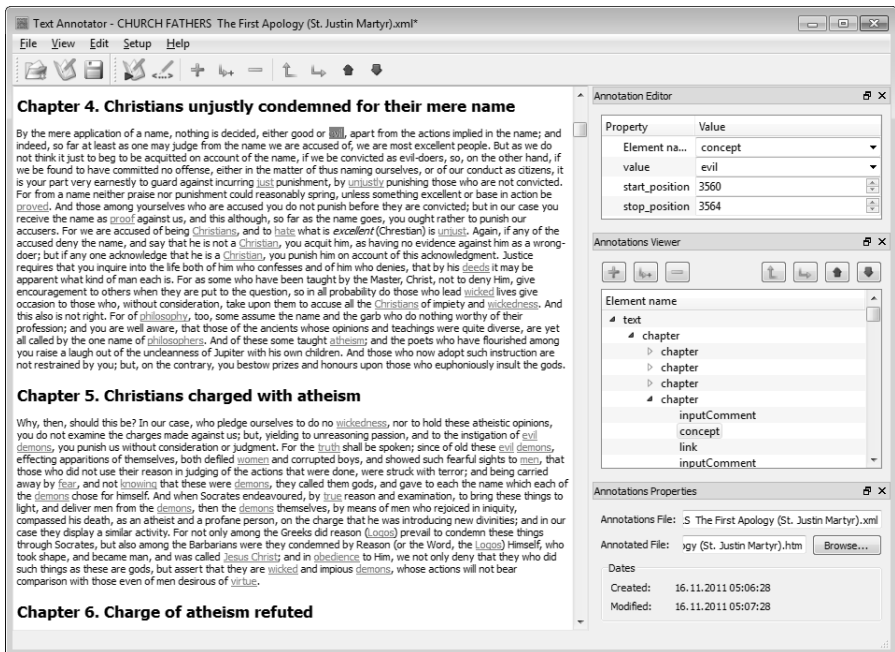 Text Annotator - CHURCH FATHERS The First Apology (St. Justin Martyr).xml*
File View Edit Setup Help
Chapter 4. Christians unjustly condemned for their mere name
By the mere application of a name, nothing is decided, either good or evil, apart from the actions implied in the name; and
indeed, so far at least as one may judge from the name we are accused of, we are most excellent people. But as we do
not think it just to beg to be acquitted on account of the name, if we be convicted as evil-doers, so, on the other hand, if
we be found to have committed no offense, either in the matter of thus naming ourselves, or of our conduct as citizens, it
is your part very earnestly to guard against incurring just punishment, by unjustly punishing those who are not convicted.
For from a name neither praise nor punishment could reasonably spring, unless something excellent or base in action be
proved. And those among yourselves who are accused you do not punish before they are convicted; but in our case you
receive the name as proof against us, and this although, so far as the name goes, you ought rather to punish our
accusers. For we are accused of being Christians, and to hate what is excellent (Chrestian) is unjust. Again, if any of the
accused deny the name, and say that he is not a Christian, you acquit him, as having no evidence against him as a wrong-
doer; but if any one acknowledge that he is a Christian, you punish him on account of this acknowledgment. Justice
requires that you inquire into the life both of him who confesses and of him who denies, that by his deeds it may be
apparent what kind of man each is. For as some who have been taught by the Master, Christ, not to deny Him, give
encouragement to others when they are put to the question, so in all probability do those who lead wicked lives give
occasion to those who, without consideration, take upon them to accuse all the Christians of impiety and wickedness. And
this also is not right. For of philosophy, too, some assume the name and the garb who do nothing worthy of their
profession; and you are well aware, that those of the ancients whose opinions and teachings were quite diverse, are yet
all called by the one name of philosophers. And of these some taught atheism; and the poets who have flourished among
you raise a laugh out of the uncleanness of Jupiter with his own children. And those who now adopt such instruction are
not restrained by you; but, on the contrary, you bestow prizes and honours upon those who euphoniously insult the gods.
Chapter 5. Christians charged with atheism
Why, then, should this be? In our case, who pledge ourselves to do no wickedness, nor to hold these atheistic opinions,
you do not examine the charges made against us; but, yielding to unreasoning passion, and to the instigation of evil
demons, you punish us without consideration or judgment. For the truth shall be spoken; since of old these evil demons,
effecting apparitions of themselves, both defiled women and corrupted boys, and showed such fearful sights to men, that
those who did not use their reason in judging of the actions that were done, were struck with terror; and being carried
away by fear, and not knowing that these were demons, they called them gods, and gave to each the name which each of
the demons chose for himself. And when Socrates endeavoured, by true reason and examination, to bring these things to
light, and deliver men from the demons, then the demons themselves, by means of men who rejoiced in iniquity,
compassed his death, as an atheist and a profane person, on the charge that he was introducing new divinities; and in our
case they display a similar activity. For not only among the Greeks did reason (Logos) prevail to condemn these things
through Socrates, but also among the Barbarians were they condemned by Reason (or the Word, the Logos) Himself, who
took shape, and became man, and was called Jesus Christ; and in obedience to Him, we not only deny that they who did
such things as these are gods, but assert that they are wicked and impious demons, whose actions will not bear
comparison with those even of men desirous of virtue.
Chapter 6. Charge of atheism refuted
Annotation Editor
Property Value
Element na... concept
value evil
start_position 3560
stop_position 3564
Annotations Viewer
Element name
text
chapter
chapter
chapter
chapter
chapter
inputComment
concept
link
inputComment
Annotations Properties
Annotations File: .S The First Apology (St. Justin Martyr).xml
Annotated File: ogy (St. Justin Martyr).htm Browse...
Dates
Created: 16.11.2011 05:06:28
Modified: 16.11.2011 05:07:28